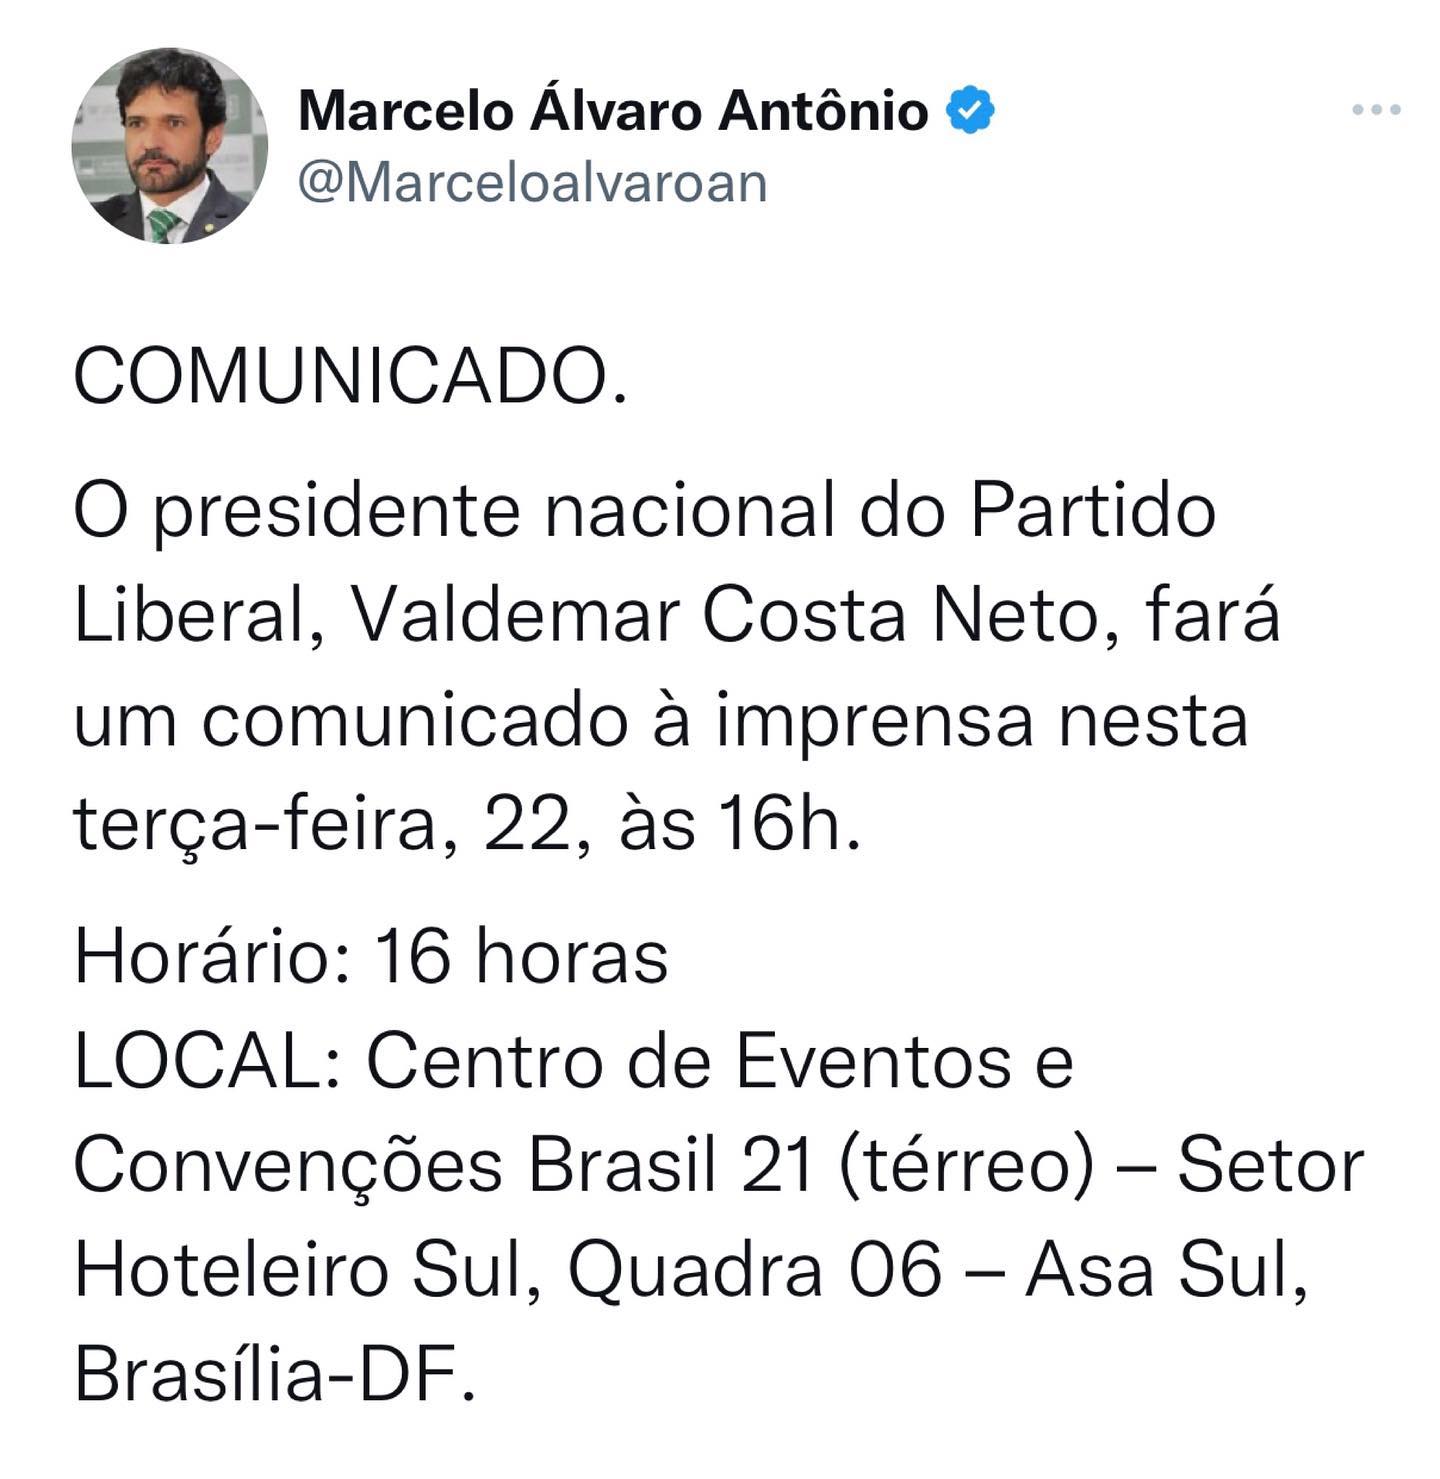 Marcelo Álvaro Antônio
@Marceloalvaroan
COMUNICADO.
O presidente nacional do Partido
Liberal, Valdemar Costa Neto, fará
um comunicado à imprensa nesta
terça-feira, 22, às 16h.
Horário: 16 horas
LOCAL: Centro de Eventos e
Convenções Brasil 21 (térreo) – Setor
Hoteleiro Sul, Quadra 06 – Asa Sul,
Brasília-DF.